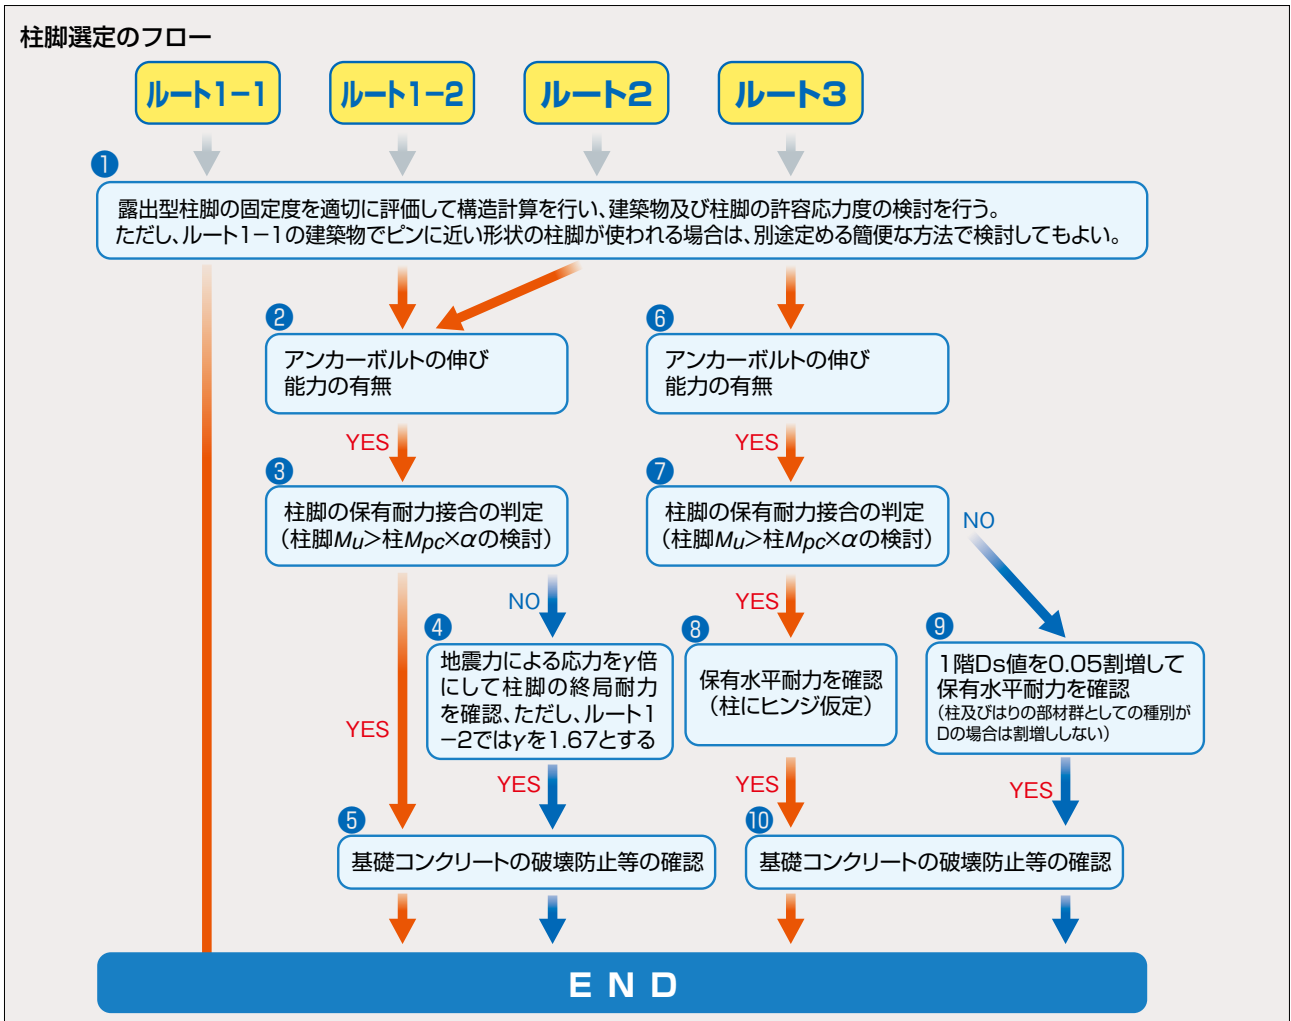 柱脚選定のフロー
ルート1−1
ルート1−2
ルート2
ルート3
❶
露出型柱脚の固定度を適切に評価して構造計算を行い、建築物及び柱脚の許容応力度の検討を行う。
ただし、ルート1−1の建築物でピンに近い形状の柱脚が使われる場合は、別途定める簡便な方法で検討してもよい。
❷
アンカーボルトの伸び
能力の有無
❻
アンカーボルトの伸び
能力の有無
YES
YES
❸
柱脚の保有耐力接合の判定
（柱脚Mu>柱Mpc×αの検討）
❼
柱脚の保有耐力接合の判定
（柱脚Mu>柱Mpc×αの検討）
NO
NO
YES
❹
地震力による応力をγ倍
にして柱脚の終局耐力
を確認、ただし、ルート1
−2ではγを1.67とする
❽
保有水平耐力を確認
（柱にヒンジ仮定）
❾
1階Ds値を0.05割増して
保有水平耐力を確認
（柱及びはりの部材群としての種別が
Dの場合は割増ししない）
YES
YES
YES
YES
❺
基礎コンクリートの破壊防止等の確認
❿
基礎コンクリートの破壊防止等の確認
END